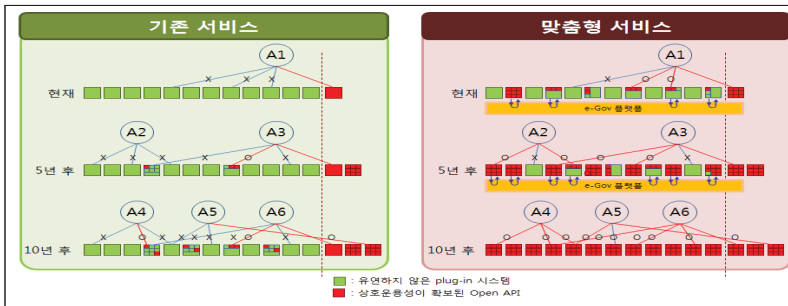 기존 서비스
맞춤형 서비스
A1
X X X
현재
A1
X O O
현재
e-Gov 플랫폼
A2 A3
X X X O X
5년 후
A2 A3
O X O O X O
5년 후
e-Gov 플랫폼
A4 A5 A6
X O X X X X O X O
10년 후
A4 A5 A6
O O O O O O X O O
10년 후
: 유연하지 않은 plug-in 시스템
: 상호운용성이 확보된 Open API